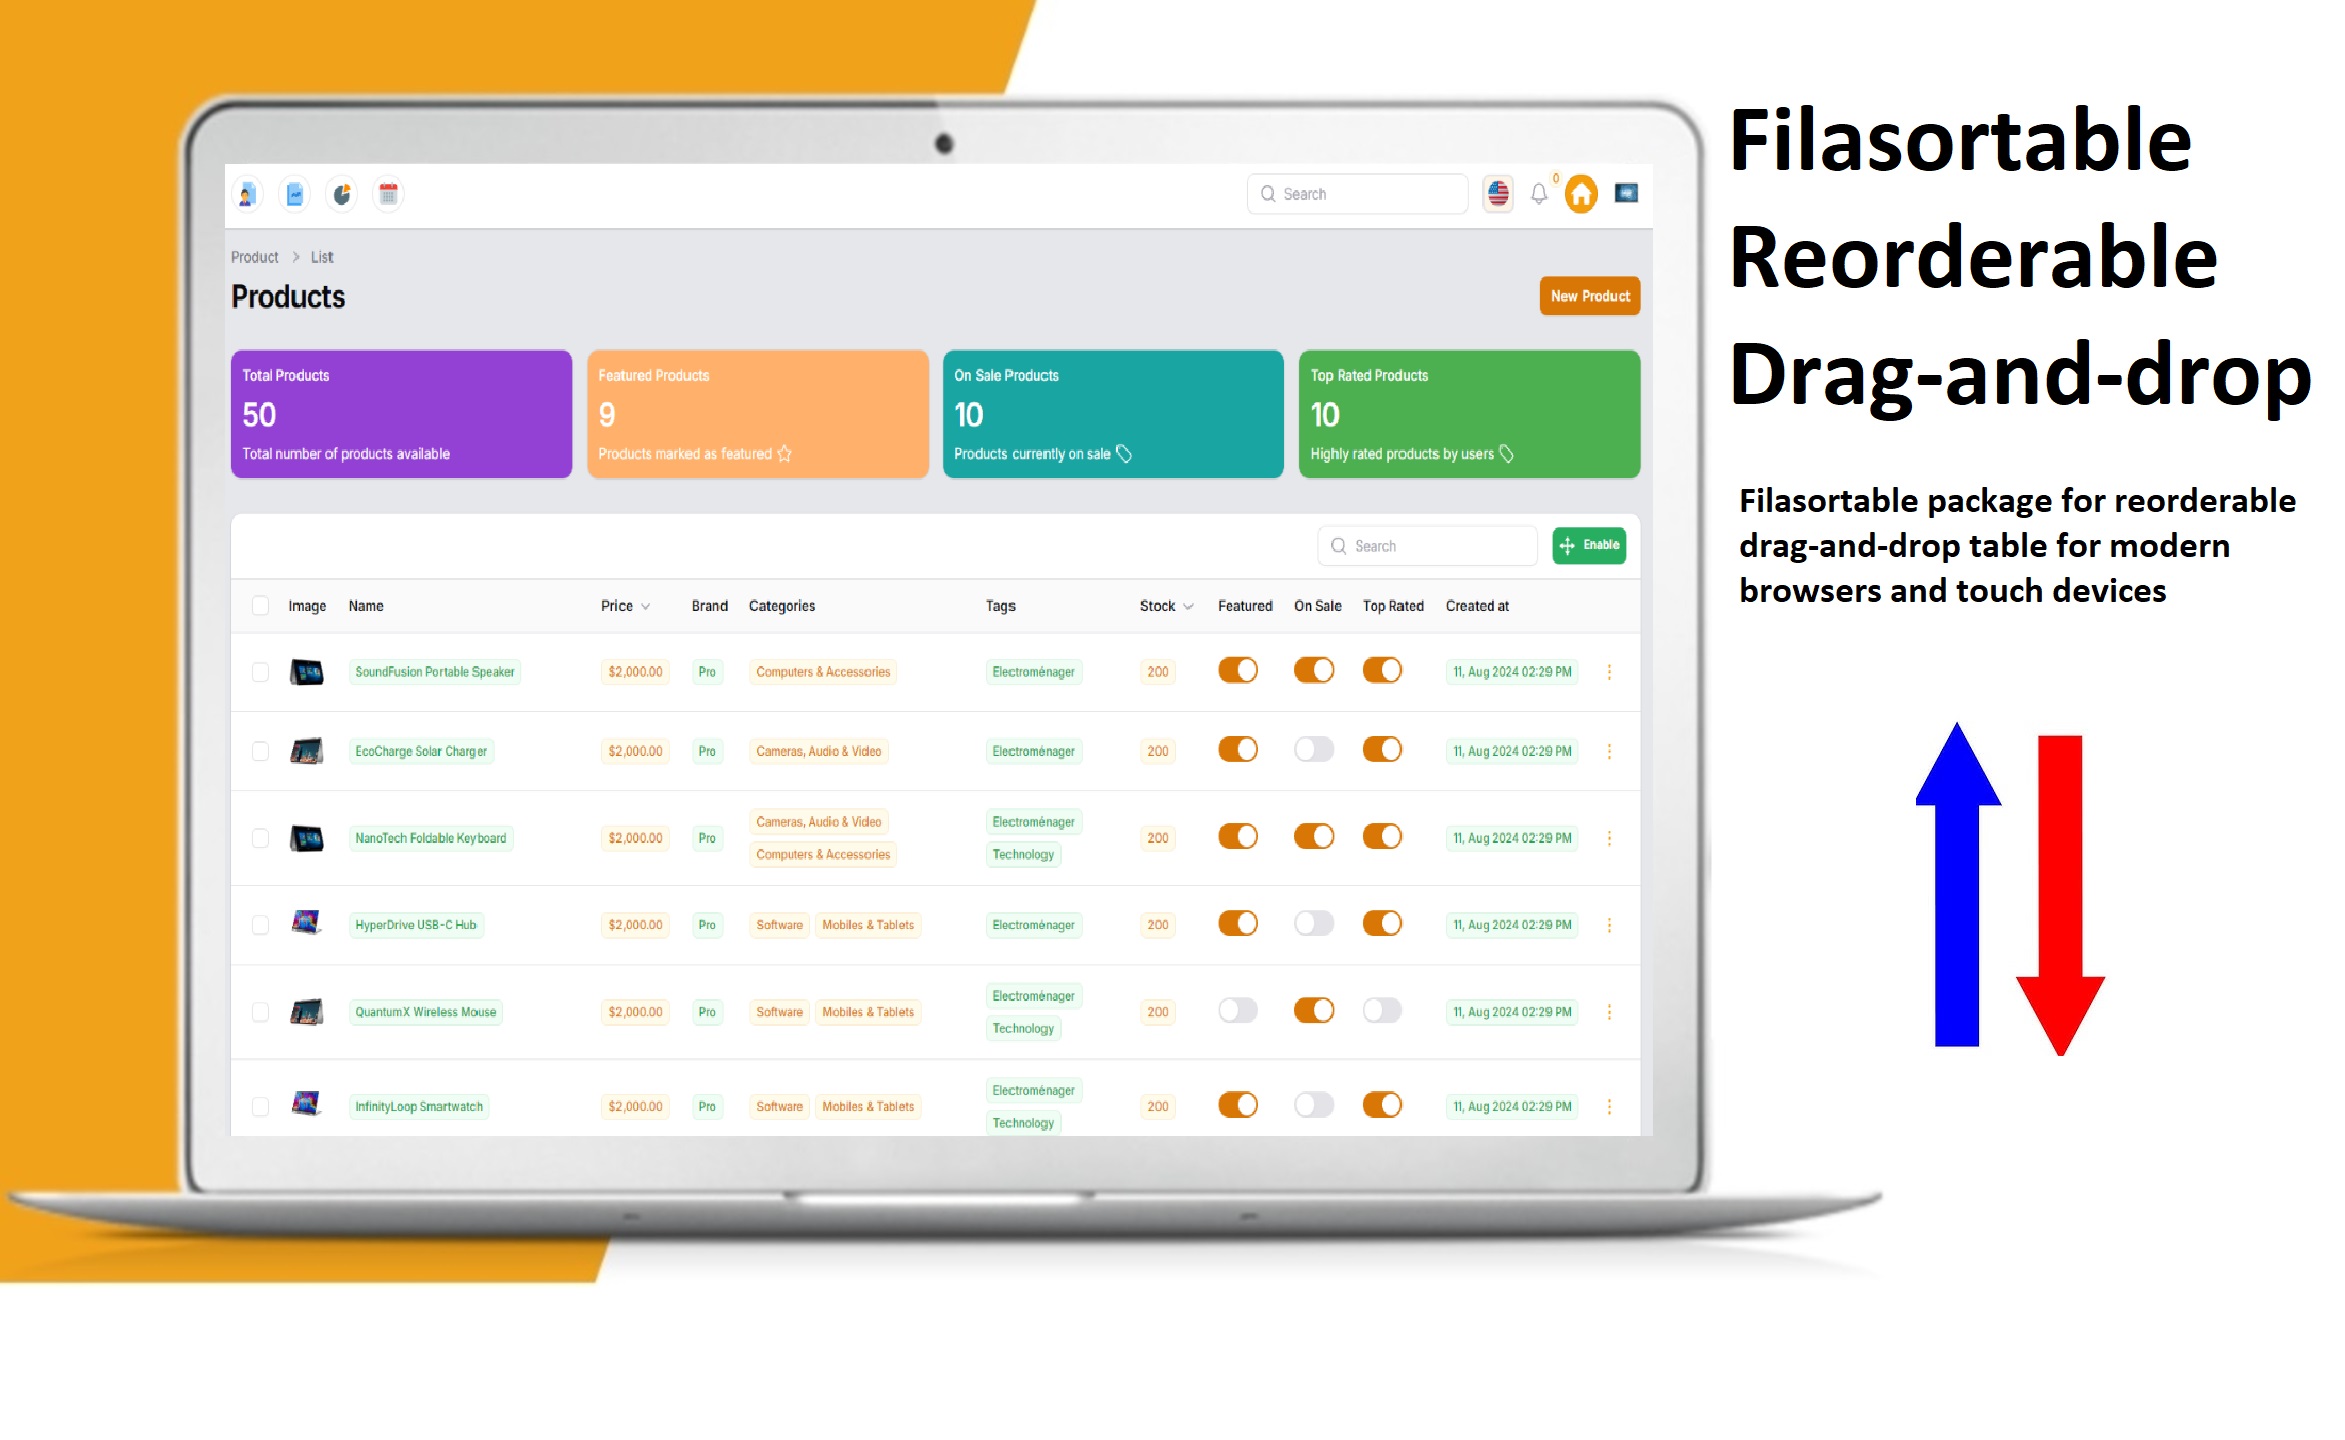 Filasortable
Reorderable
Drag-and-drop
Filasortable package for reorderable
drag-and-drop table for modern
browsers and touch devices
Search
0
Product > List
Products
New Product
Total Products
50
Total number of products available
Featured Products
9
Products marked as featured
On Sale Products
10
Products currently on sale
Top Rated Products
10
Highly rated products by users
Search
Enable
Image Name Price Brand Categories Tags Stock Featured On Sale Top Rated Created at
SoundFusion Portable Speaker $2,000.00 Pro Computers & Accessories Electroménager 200 11, Aug 2024 02:29 PM
EcoCharge Solar Charger $2,000.00 Pro Cameras, Audio & Video Electroménager 200 11, Aug 2024 02:29 PM
Cameras, Audio & Video Electroménager
NanoTech Foldable Keyboard $2,000.00 Pro 200 11, Aug 2024 02:29 PM
Computers & Accessories Technology
HyperDrive USB-C Hub $2,000.00 Pro Software Mobiles & Tablets Electroménager 200 11, Aug 2024 02:29 PM
Electroménager
QuantumX Wireless Mouse $2,000.00 Pro Software Mobiles & Tablets 200 11, Aug 2024 02:29 PM
Technology
Electroménager
InfinityLoop Smartwatch $2,000.00 Pro Software Mobiles & Tablets 200 11, Aug 2024 02:29 PM
Technology